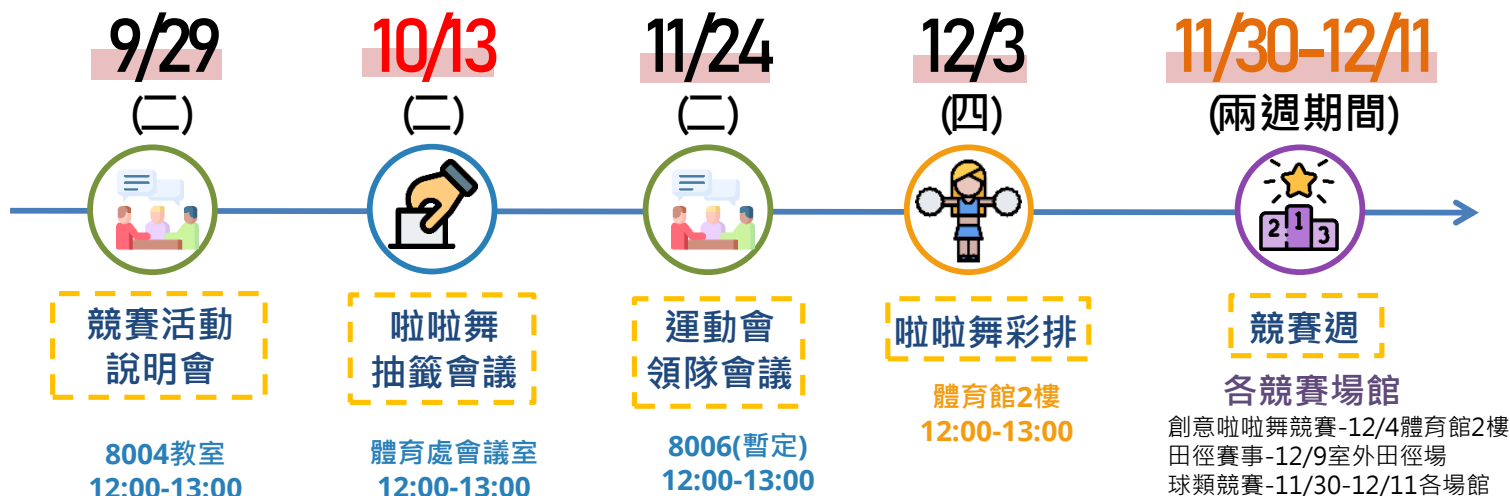 9/29
(二)
競賽活動
說明會
8004教室
12:00-13:00
10/13
(二)
啦啦舞
抽籤會議
體育處會議室
12:00-13:00
11/24
(二)
運動會
領隊會議
8006(暫定)
12:00-13:00
12/3
(四)
啦啦舞彩排
體育館2樓
12:00-13:00
11/30-12/11
(兩週期間)
2 1 3
競賽週
各競賽場館
創意啦啦舞競賽-12/4體育館2樓
田徑賽事-12/9室外田徑場
球類競賽-11/30-12/11各場館